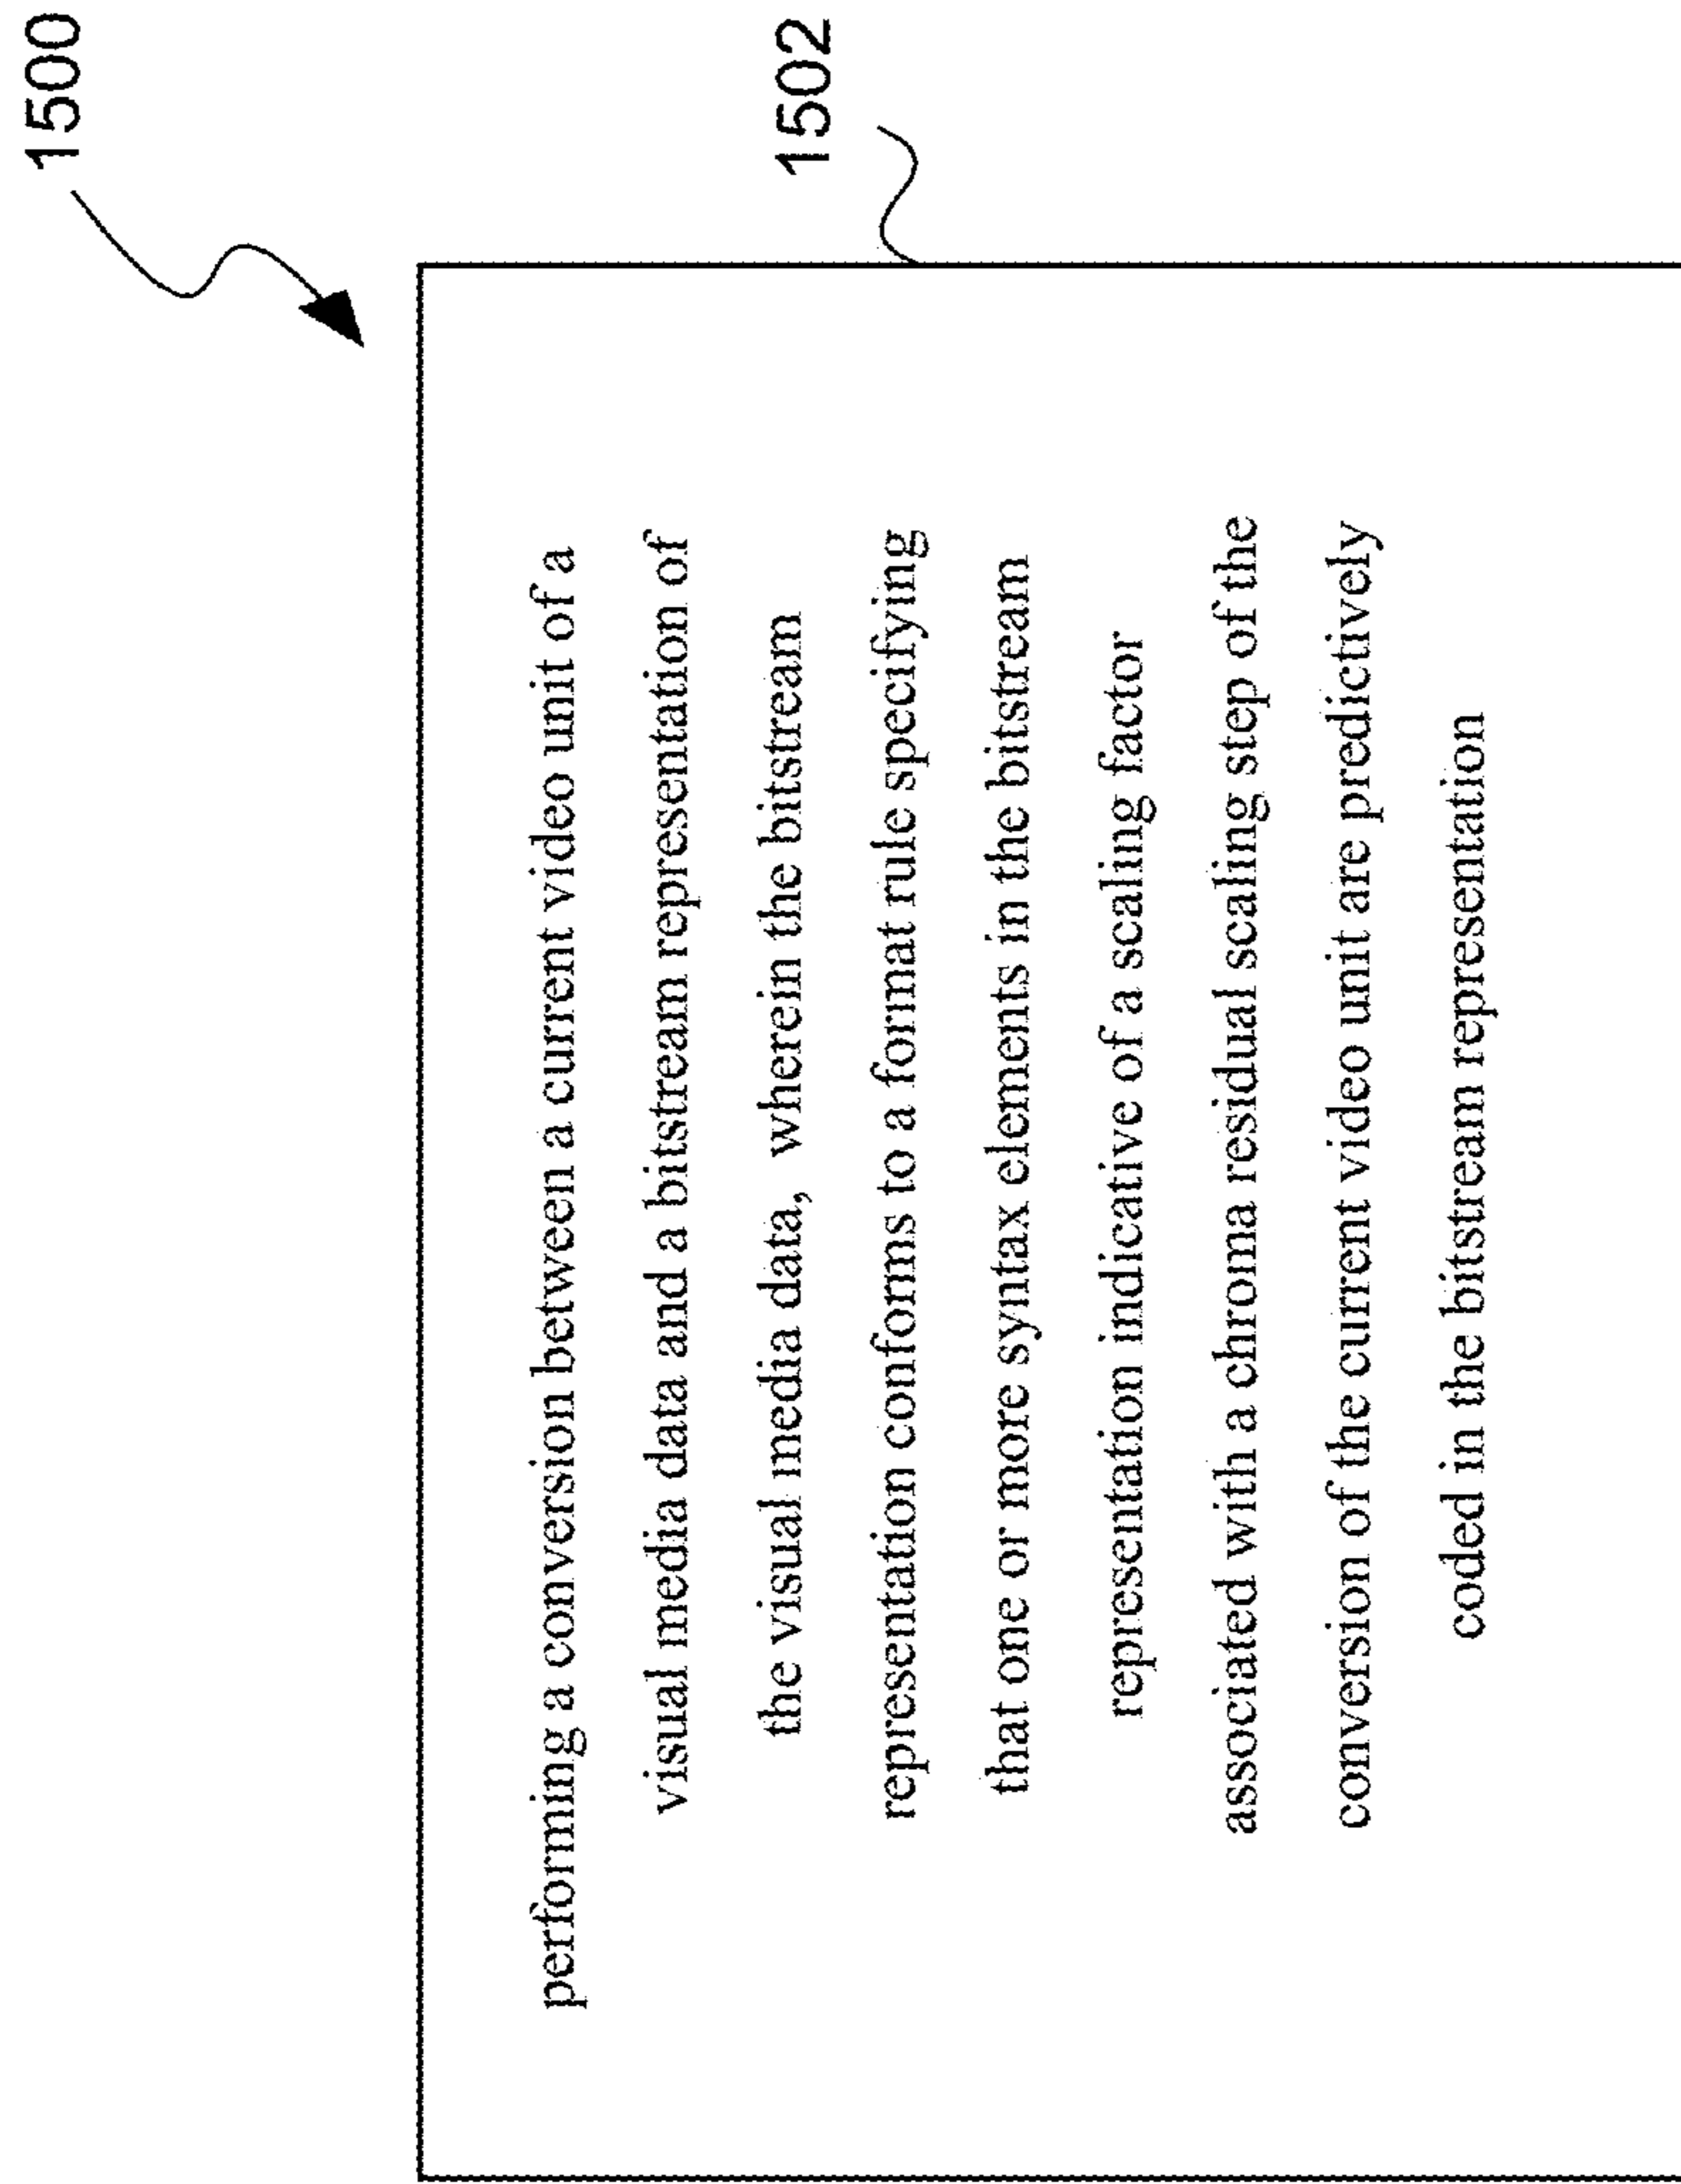 1500
1502
performing a conversion between a current video unit of a
visual media data and a bitstream representation of
the visual media data, wherein the bitstream
representation conforms to a format rule specifying
that one or more syntax elements in the bitstream
representation indicative of a scaling factor
associated with a chroma residual scaling step of the
conversion of the current video unit are predictively
coded in the bitstream representation